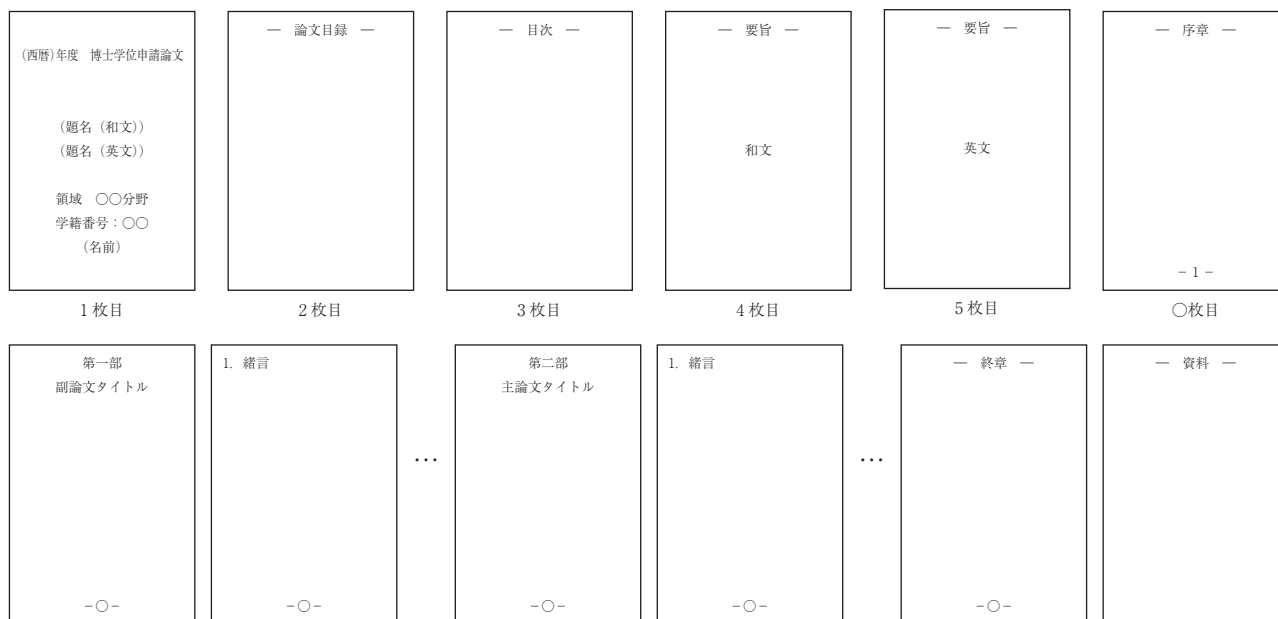 (西暦)年度　博士学位申請論文
(題名（和文))
(題名（英文))
領域　○○分野
学籍番号：○○
（名前）
1枚目
―　論文目録　―
2枚目
―　目次　―
3枚目
―　要旨　―
和文
4枚目
―　要旨　―
英文
5枚目
―　序章　―
－1－
○枚目
第一部
副論文タイトル
－○－
1. 緒言
－○－
…
第二部
主論文タイトル
－○－
1. 緒言
－○－
…
―　終章　―
－○－
―　資料　―